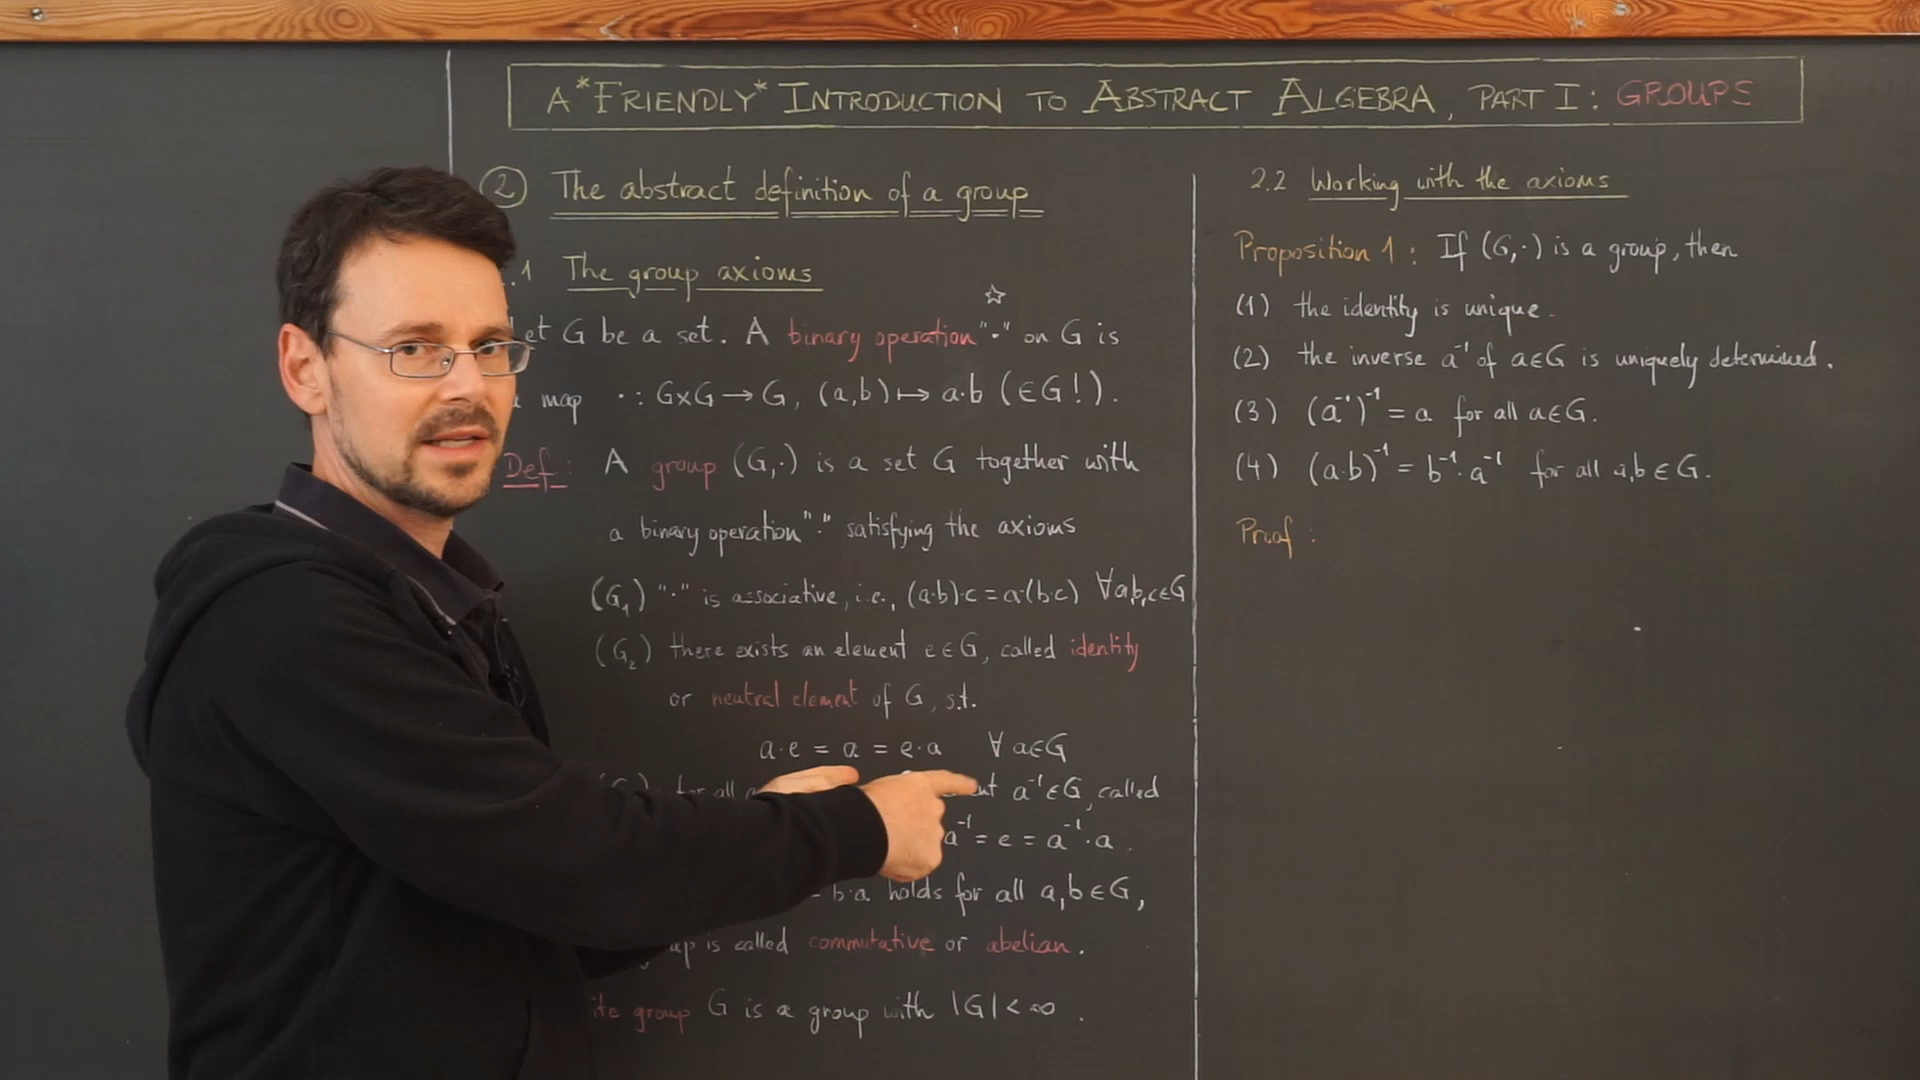 A *FRIENDLY* INTRODUCTION TO ABSTRACT ALGEBRA, PART I: GROUPS
② The abstract definition of a group
.1 The group axioms
☆
et G be a set. A binary operation "·" on G is
map ·: G×G → G, (a,b) ↦ a·b (∈G!).
Def: A group (G,·) is a set G together with
a binary operation "·" satisfying the axioms
(G₁) "·" is associative, i.e., (a·b)·c = a·(b·c) ∀a,b,c∈G
(G₂) there exists an element e∈G, called identity
or neutral element of G, s.t.
a·e = a = e·a ∀ a∈G
for all a⁻¹∈G, called
a⁻¹ = e = a⁻¹·a.
= b·a holds for all a,b∈G,
is called commutative or abelian.
ite group G is a group with |G| < ∞.
2.2 Working with the axioms
Proposition 1: If (G,·) is a group, then
(1) the identity is unique.
(2) the inverse a⁻¹ of a∈G is uniquely determined.
(3) (a⁻¹)⁻¹ = a for all a∈G.
(4) (a·b)⁻¹ = b⁻¹·a⁻¹ for all a,b∈G.
Proof: